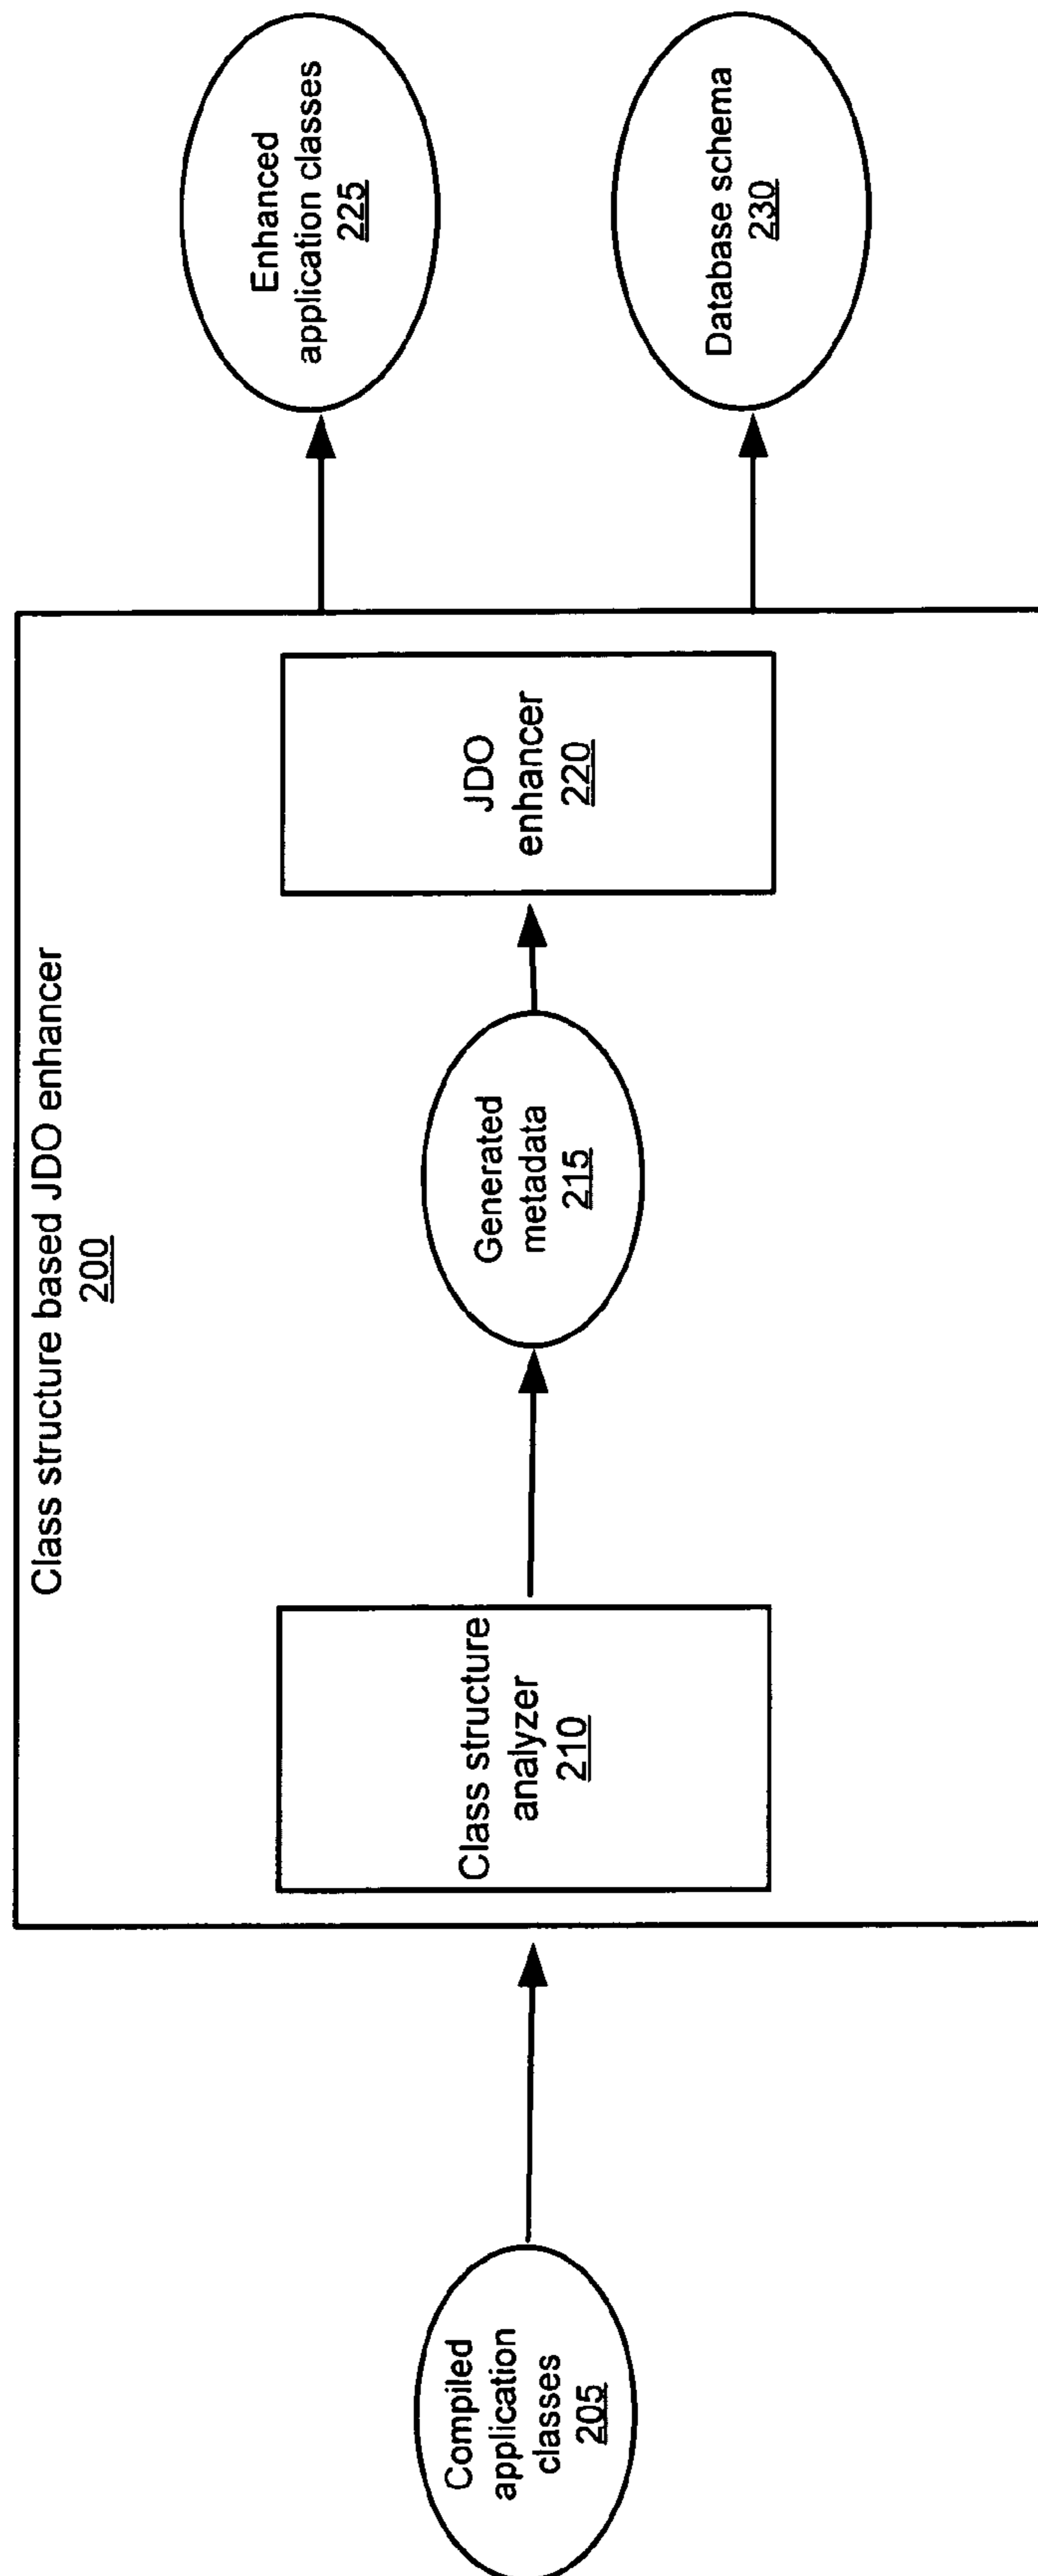 Class structure based JDO enhancer
200
Compiled
application
classes
205
Class structure
analyzer
210
Generated
metadata
215
JDO
enhancer
220
Enhanced
application classes
225
Database schema
230